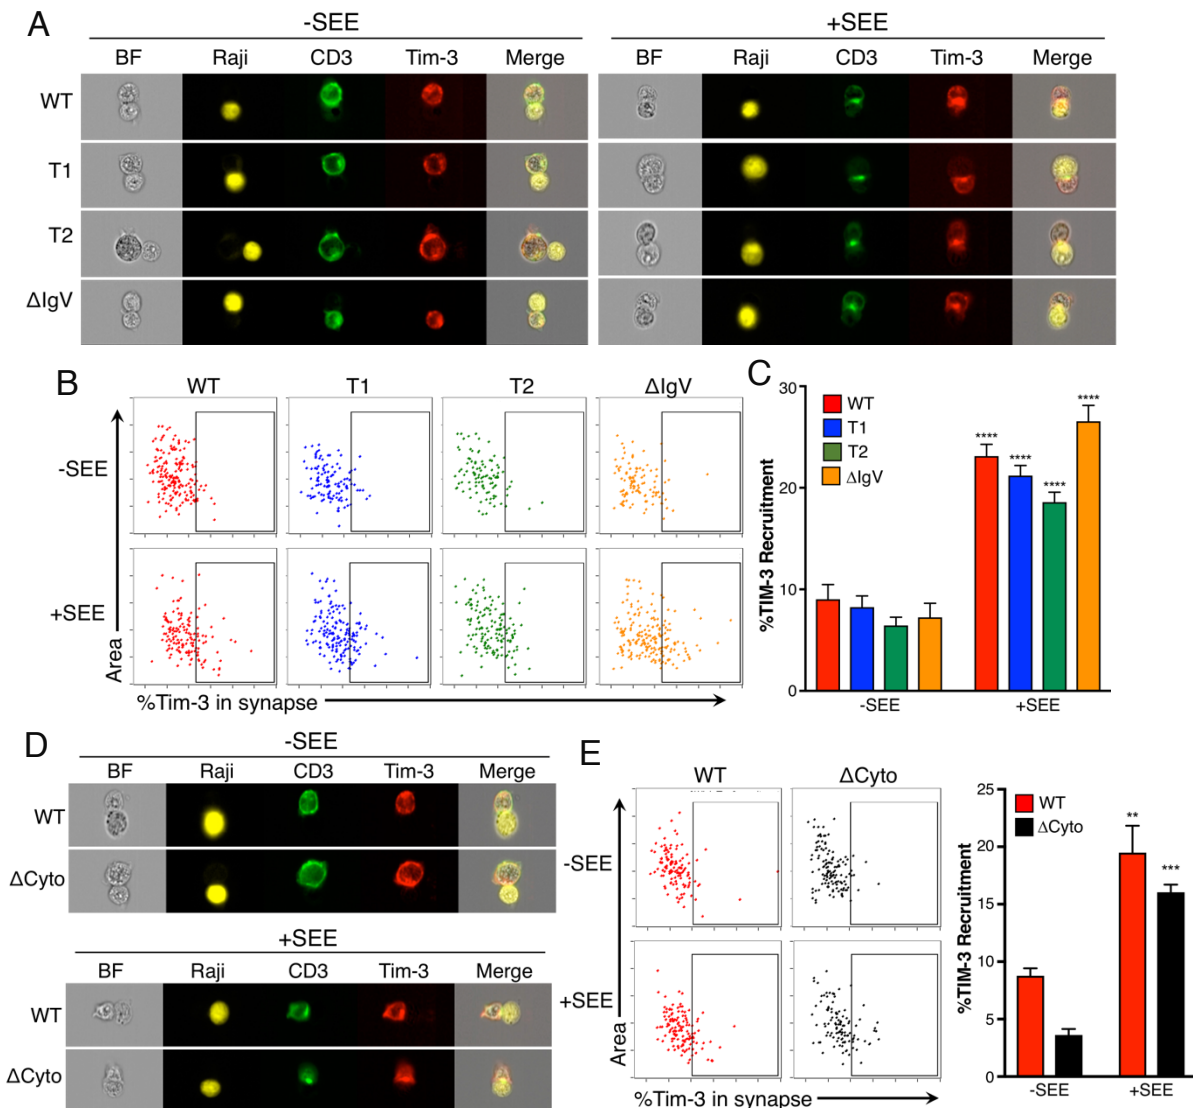 A
-SEE
+SEE
BF Raji CD3 Tim-3 Merge
BF Raji CD3 Tim-3 Merge
WT
T1
T2
ΔIgV
B
WT T1 T2 ΔIgV
-SEE
+SEE
Area
%Tim-3 in synapse
C
30
20
10
0
%TIM-3 Recruitment
WT
T1
T2
ΔIgV
**** **** **** ****
-SEE +SEE
D
-SEE
BF Raji CD3 Tim-3 Merge
WT
ΔCyto
+SEE
BF Raji CD3 Tim-3 Merge
WT
ΔCyto
E
WT ΔCyto
-SEE
+SEE
Area
%Tim-3 in synapse
25
20
15
10
5
0
%TIM-3 Recruitment
WT
ΔCyto
** ***
-SEE +SEE